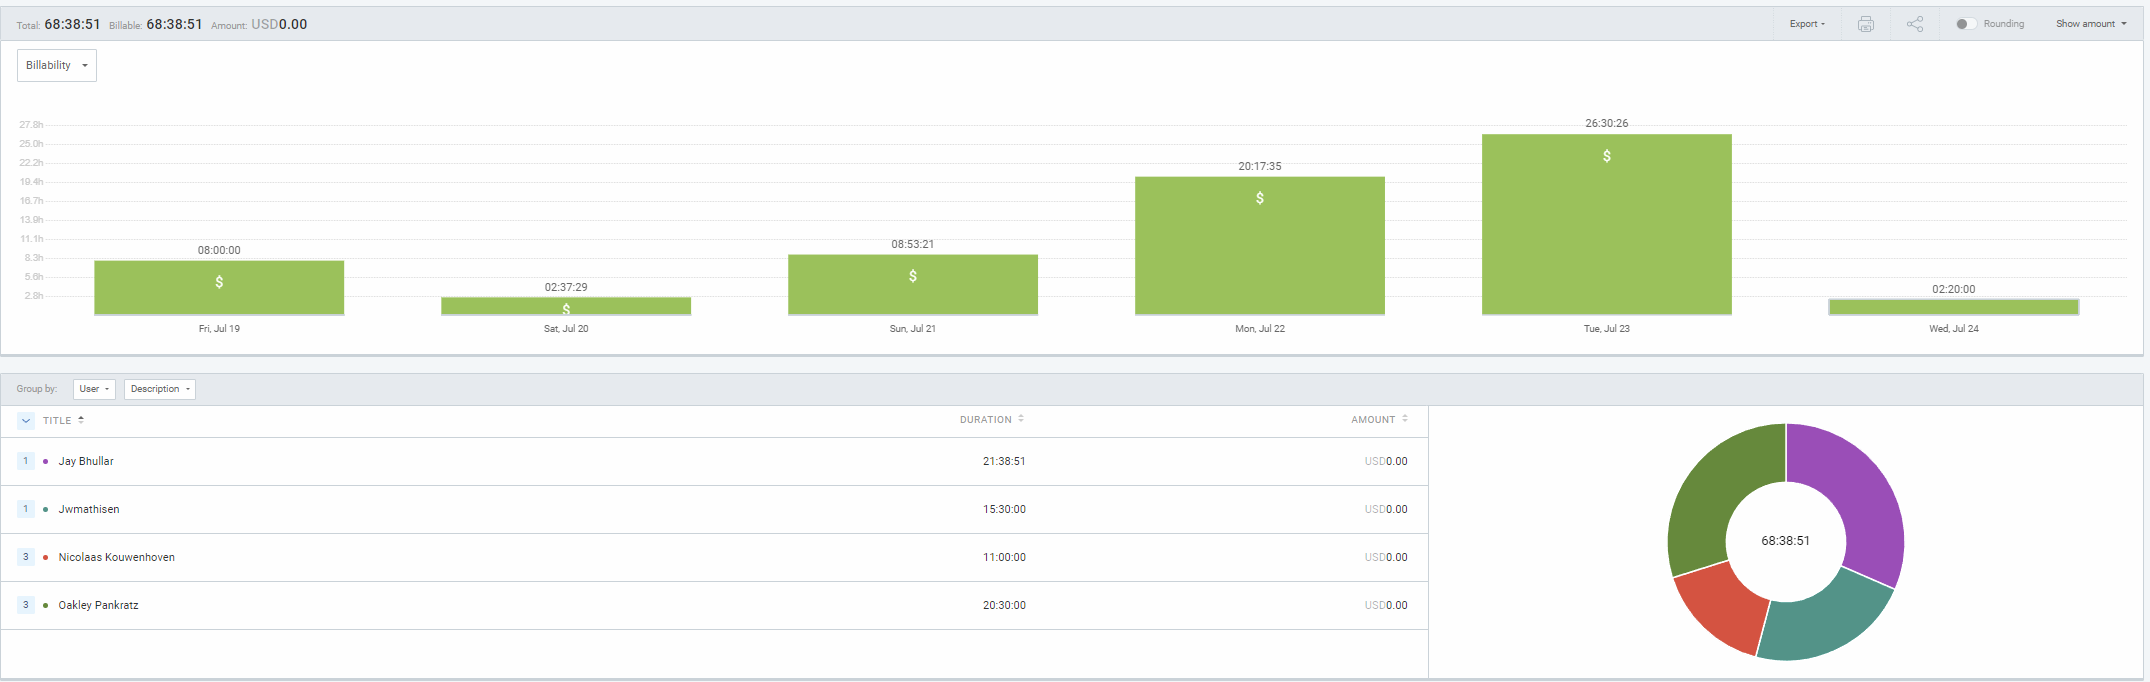 Total: 68:38:51 Billable: 68:38:51 Amount: USD0.00 Export Rounding Show amount
Billability
27.8h
25.0h
22.2h
19.4h
16.7h
13.9h
11.1h
8.3h
5.6h
2.8h
08:00:00 02:37:29 08:53:21 20:17:35 26:30:26 02:20:00
$ $ $ $ $
Fri, Jul 19 Sat, Jul 20 Sun, Jul 21 Mon, Jul 22 Tue, Jul 23 Wed, Jul 24
Group by: User Description
TITLE DURATION AMOUNT
1 Jay Bhullar 21:38:51 USD0.00
1 Jwmathisen 15:30:00 USD0.00
3 Nicolaas Kouwenhoven 11:00:00 USD0.00
3 Oakley Pankratz 20:30:00 USD0.00
68:38:51